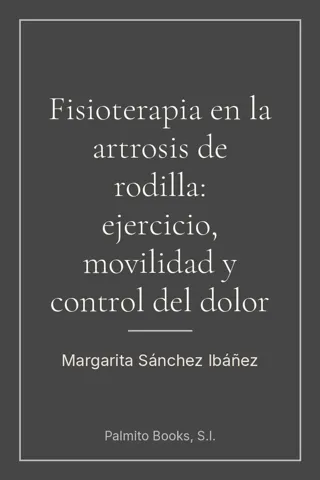 Fisioterapia en la
artrosis de
rodilla:
ejercicio,
movilidad y
control del dolor
Margarita Sánchez Ibáñez
Palmito Books, S.l.